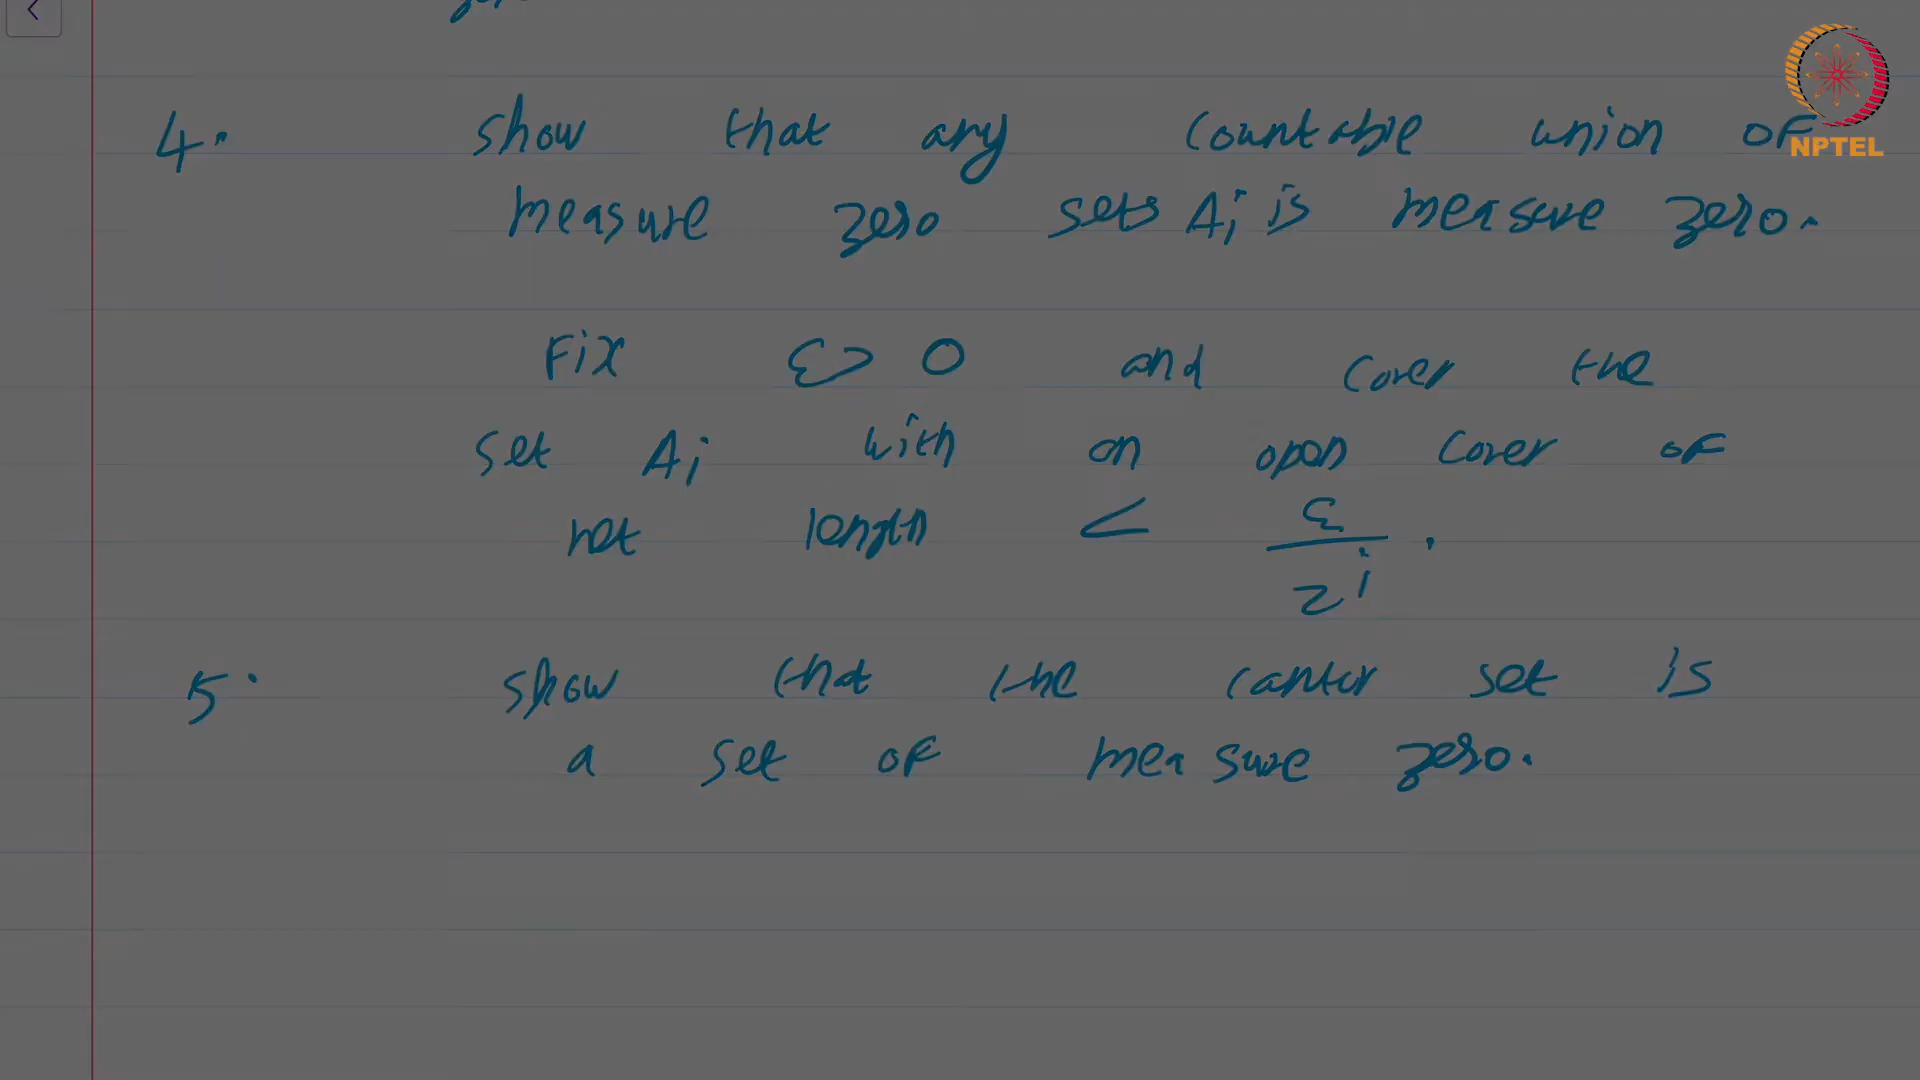 NPTEL
4. show that any countable union of
measure zero sets Ai is measure zero.
Fix ε > 0 and cover the
set Ai with an open cover of
net length < ε/2^i.
5. show that the cantor set is
a set of measure zero.